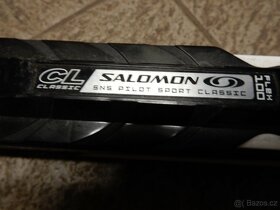 CL
CLASSIC
SALOMON
SNS PILOT SPORT CLASSIC
FLEX
100
Bazos.cz